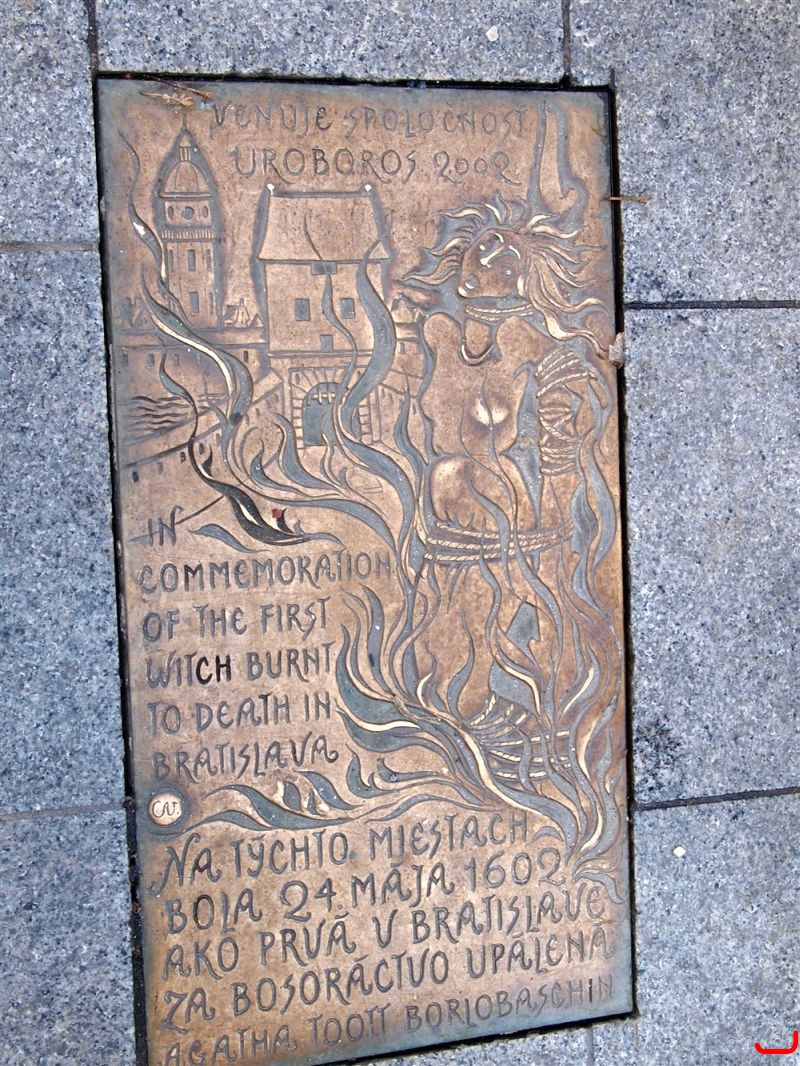 VENUJE SPOLOČNOSŤ
UROBOROS 2002
IN
COMMEMORATION
OF THE FIRST
WITCH BURNT
TO DEATH IN
BRATISLAVA
NA TÝCHTO MIESTACH
BOLA 24. MÁJA 1602
AKO PRVÁ V BRATISLAVE
ZA BOSORÁCTVO UPÁLENÁ
AGATHA TOOTT BORLOBASCHIN